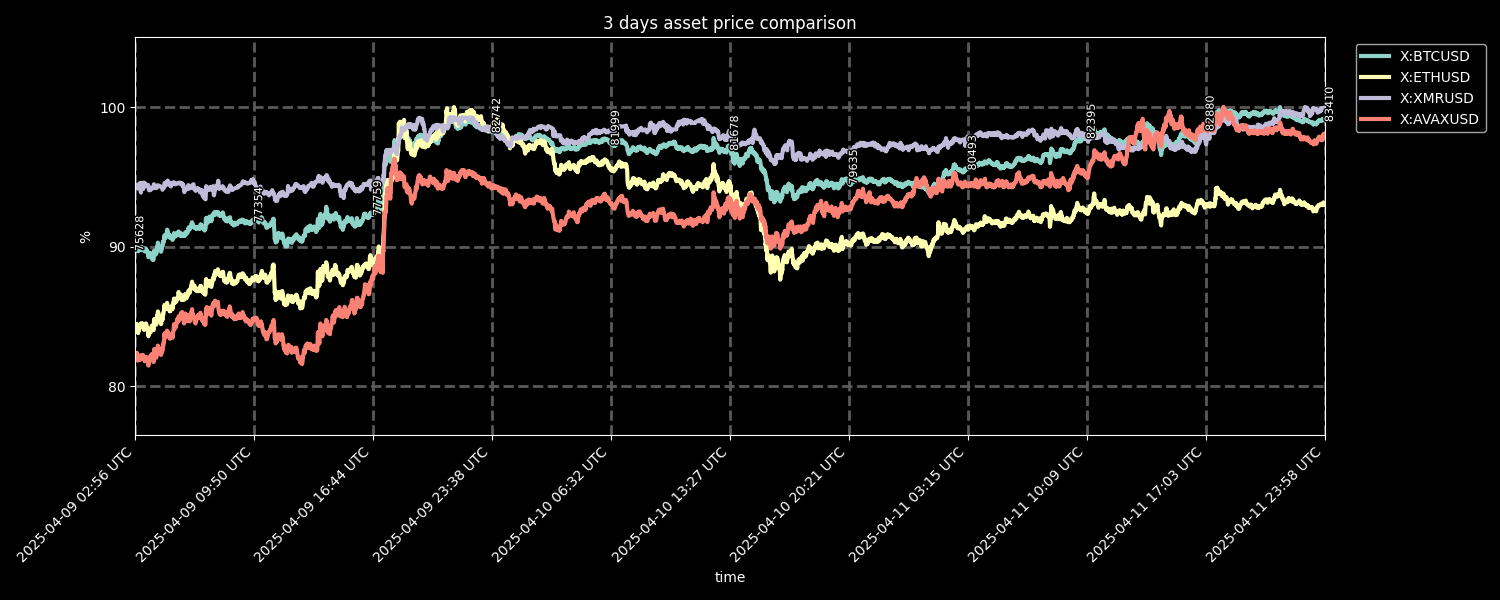 3 days asset price comparison
X:BTCUSD
X:ETHUSD
X:XMRUSD
X:AVAXUSD
100
90
80
%
75628
77354
77759
82742
81999
81678
79635
80493
82395
82880
83410
2025-04-09 02:56 UTC
2025-04-09 09:50 UTC
2025-04-09 16:44 UTC
2025-04-09 23:38 UTC
2025-04-10 06:32 UTC
2025-04-10 13:27 UTC
2025-04-10 20:21 UTC
2025-04-11 03:15 UTC
2025-04-11 10:09 UTC
2025-04-11 17:03 UTC
2025-04-11 23:58 UTC
time